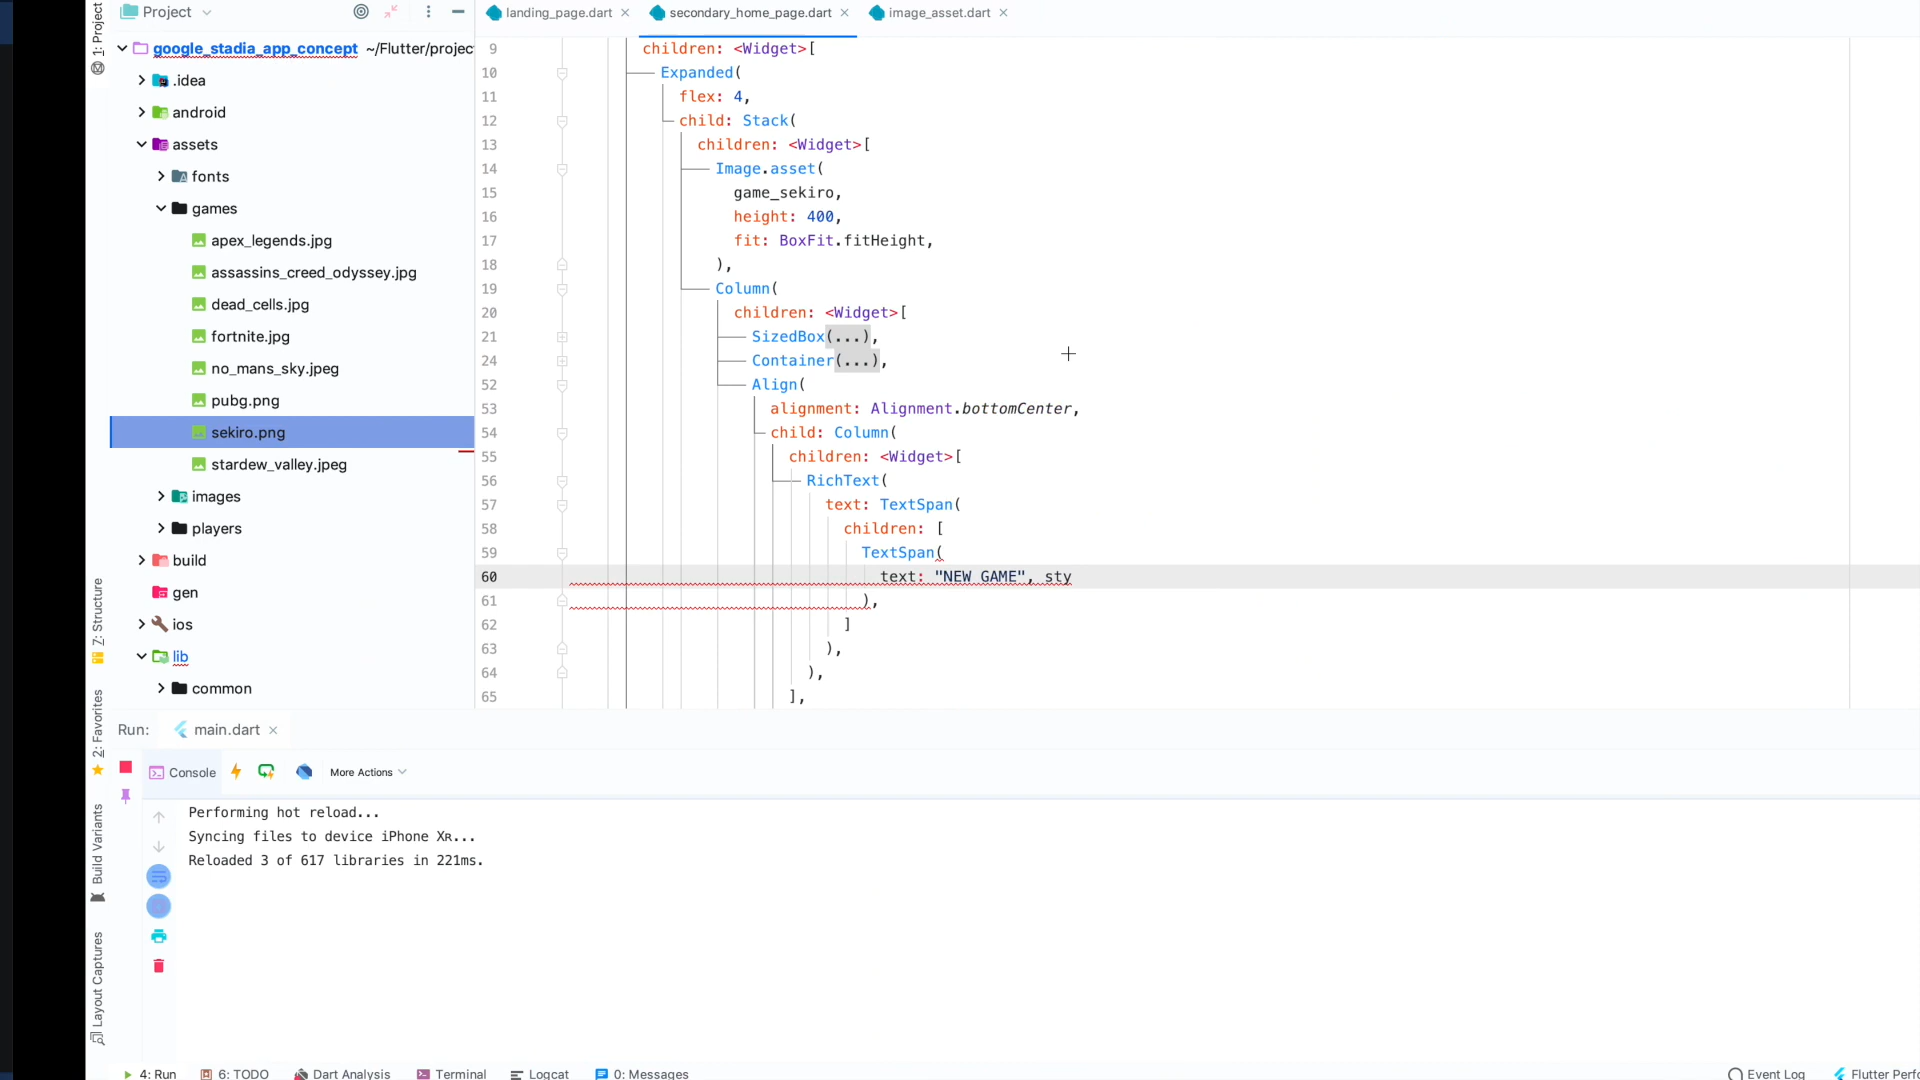 Project
landing_page.dart
secondary_home_page.dart
image_asset.dart
1: Project
google_stadia_app_concept ~/Flutter/projec
.idea
android
assets
fonts
games
apex_legends.jpg
assassins_creed_odyssey.jpg
dead_cells.jpg
fortnite.jpg
no_mans_sky.jpeg
pubg.png
sekiro.png
stardew_valley.jpeg
images
players
build
gen
ios
lib
common
9 children: <Widget>[
10 Expanded(
11 flex: 4,
12 child: Stack(
13 children: <Widget>[
14 Image.asset(
15 game_sekiro,
16 height: 400,
17 fit: BoxFit.fitHeight,
18 ),
19 Column(
20 children: <Widget>[
21 SizedBox(...),
24 Container(...),
52 Align(
53 alignment: Alignment.bottomCenter,
54 child: Column(
55 children: <Widget>[
56 RichText(
57 text: TextSpan(
58 children: [
59 TextSpan(
60 text: "NEW GAME", sty
61 ),
62 ]
63 ),
64 ),
65 ],
7: Structure
2: Favorites
Build Variants
Layout Captures
Run: main.dart
Console
More Actions
Performing hot reload...
Syncing files to device iPhone Xʀ...
Reloaded 3 of 617 libraries in 221ms.
4: Run
6: TODO
Dart Analysis
Terminal
Logcat
0: Messages
Event Log
Flutter Perfo